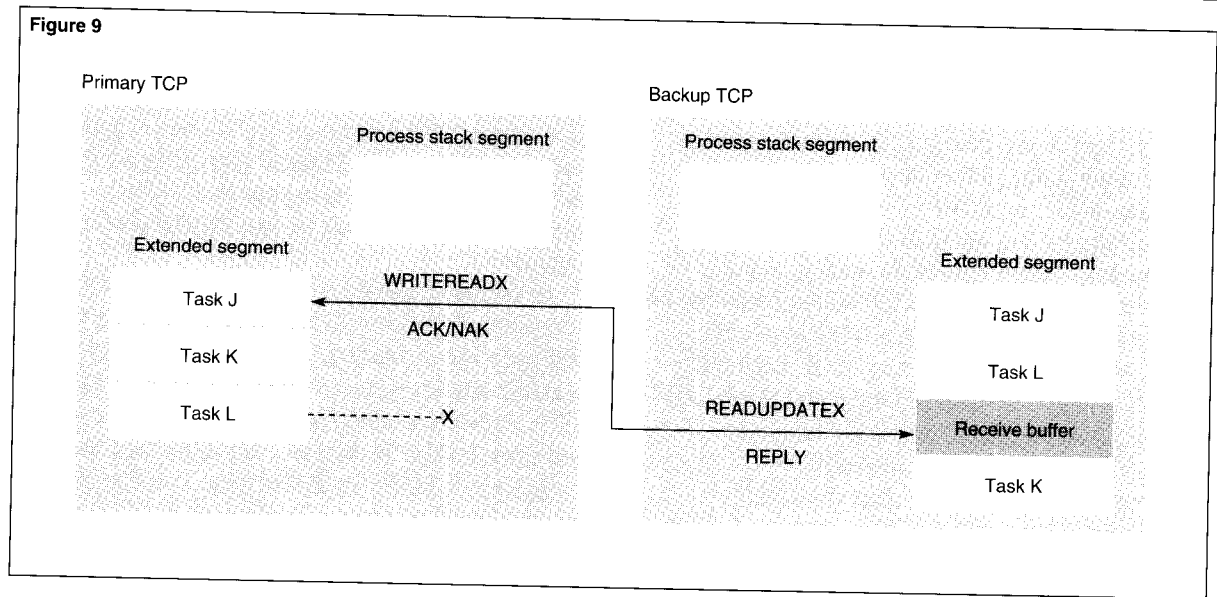 Figure 9
Primary TCP
Process stack segment
Extended segment
Task J
Task K
Task L
WRITEREADX
ACK/NAK
X
Backup TCP
Process stack segment
Extended segment
Task J
Task L
Receive buffer
Task K
READUPDATEX
REPLY